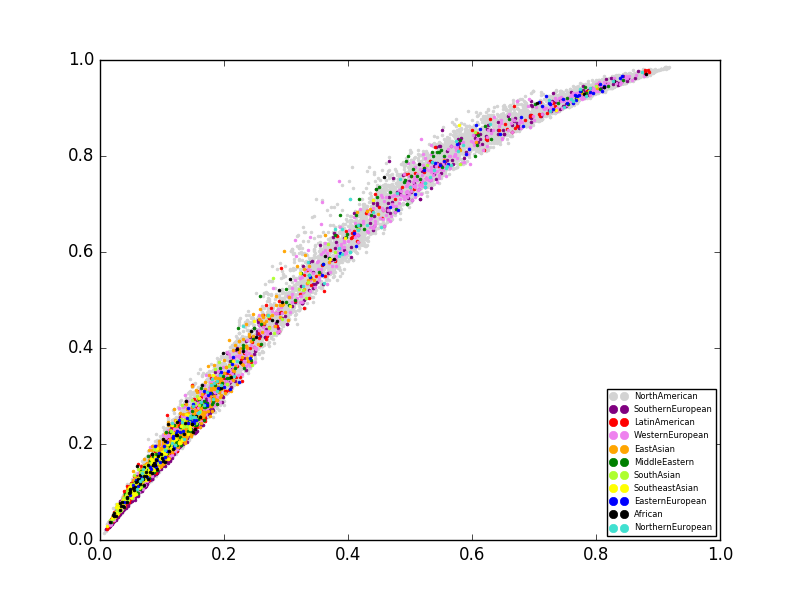 1.0
0.8
0.6
0.4
0.2
0.0
0.0 0.2 0.4 0.6 0.8 1.0
NorthAmerican
SouthernEuropean
LatinAmerican
WesternEuropean
EastAsian
MiddleEastern
SouthAsian
SoutheastAsian
EasternEuropean
African
NorthernEuropean